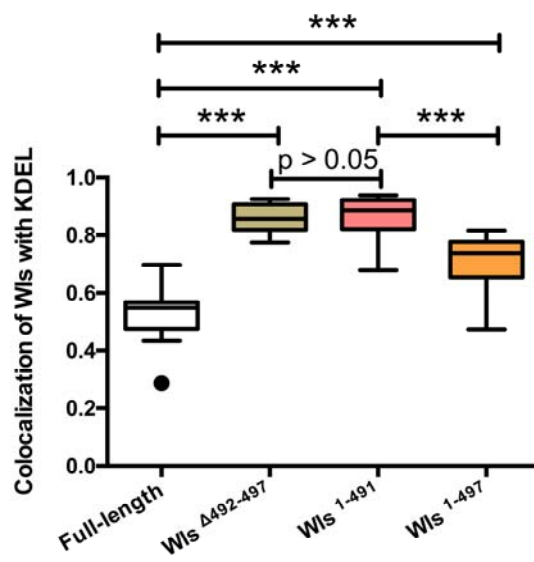 ***
***
*** ***
p > 0.05
1.0
0.8
0.6
0.4
0.2
0.0
Colocalization of Wls with KDEL
Full-length
Wls Δ492-497
Wls 1-491
Wls 1-497